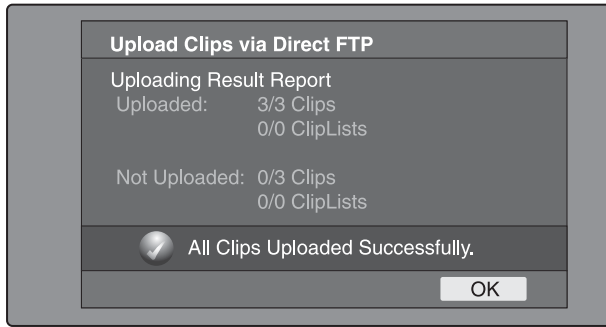 Upload Clips via Direct FTP
Uploading Result Report
Uploaded: 3/3 Clips
0/0 ClipLists
Not Uploaded: 0/3 Clips
0/0 ClipLists
All Clips Uploaded Successfully.
OK